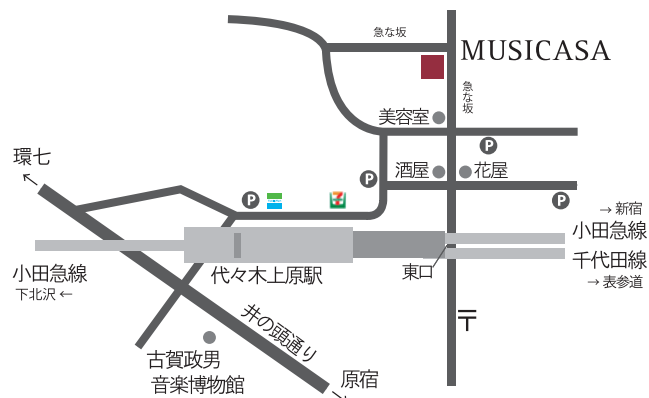 急な坂
MUSICASA
急な坂
美容室
P
環七
酒屋
花屋
P
P
7
P
→ 新宿
小田急線
小田急線
下北沢 ←
代々木上原駅
東口
千代田線
→ 表参道
井の頭通り
〒
古賀政男
音楽博物館
原宿
→